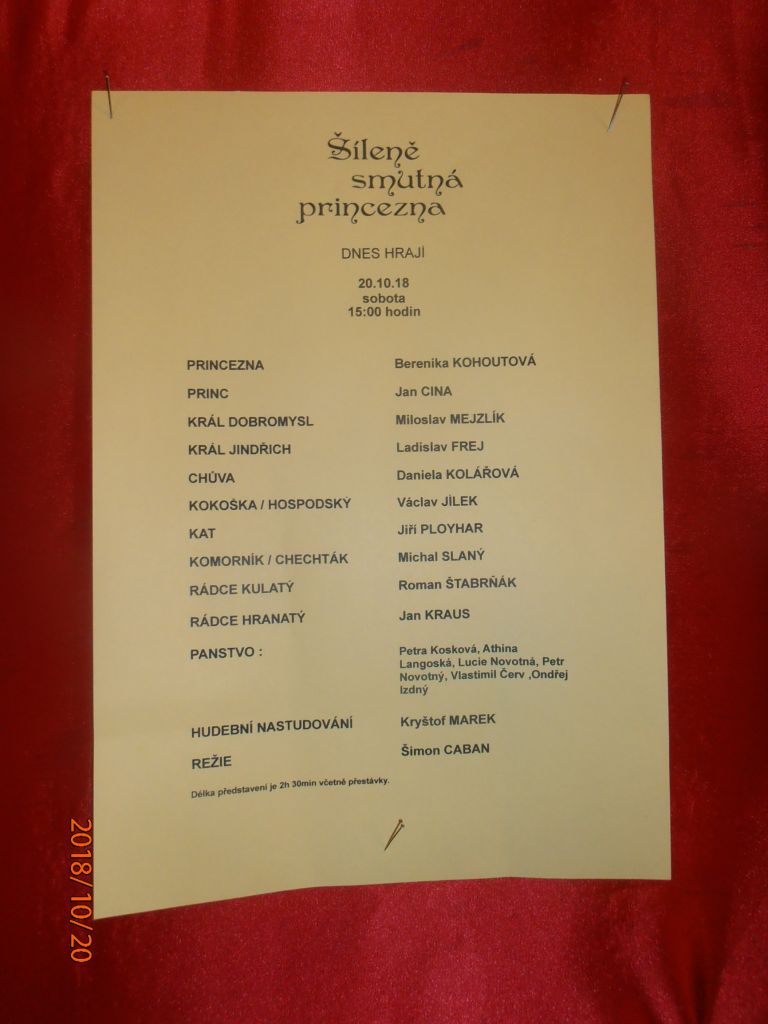 Šíleně
smutná
princezna
DNES HRAJÍ
20.10.18
sobota
15:00 hodin
PRINCEZNA Berenika KOHOUTOVÁ
PRINC Jan CINA
KRÁL DOBROMYSL Miloslav MEJZLÍK
KRÁL JINDŘICH Ladislav FREJ
CHŮVA Daniela KOLÁŘOVÁ
KOKOŠKA / HOSPODSKÝ Václav JÍLEK
KAT Jiří PLOYHAR
KOMORNÍK / CHECHTÁK Michal SLANÝ
RÁDCE KULATÝ Roman ŠTABRŇÁK
RÁDCE HRANATÝ Jan KRAUS
PANSTVO : Petra Kosková, Athina
Langoská, Lucie Novotná, Petr
Novotný, Vlastimil Červ ,Ondřej
Izdný
HUDEBNÍ NASTUDOVÁNÍ Kryštof MAREK
REŽIE Šimon CABAN
Délka představení je 2h 30min včetně přestávky.
2018/10/20